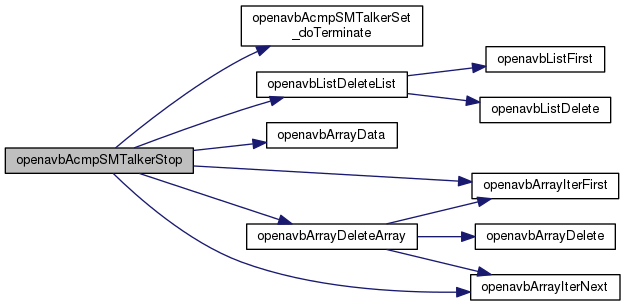 openavbAcmpSMTalkerSet
_doTerminate
openavbListFirst
openavbListDeleteList
openavbListDelete
openavbArrayData
openavbAcmpSMTalkerStop
openavbArrayIterFirst
openavbArrayDeleteArray
openavbArrayDelete
openavbArrayIterNext